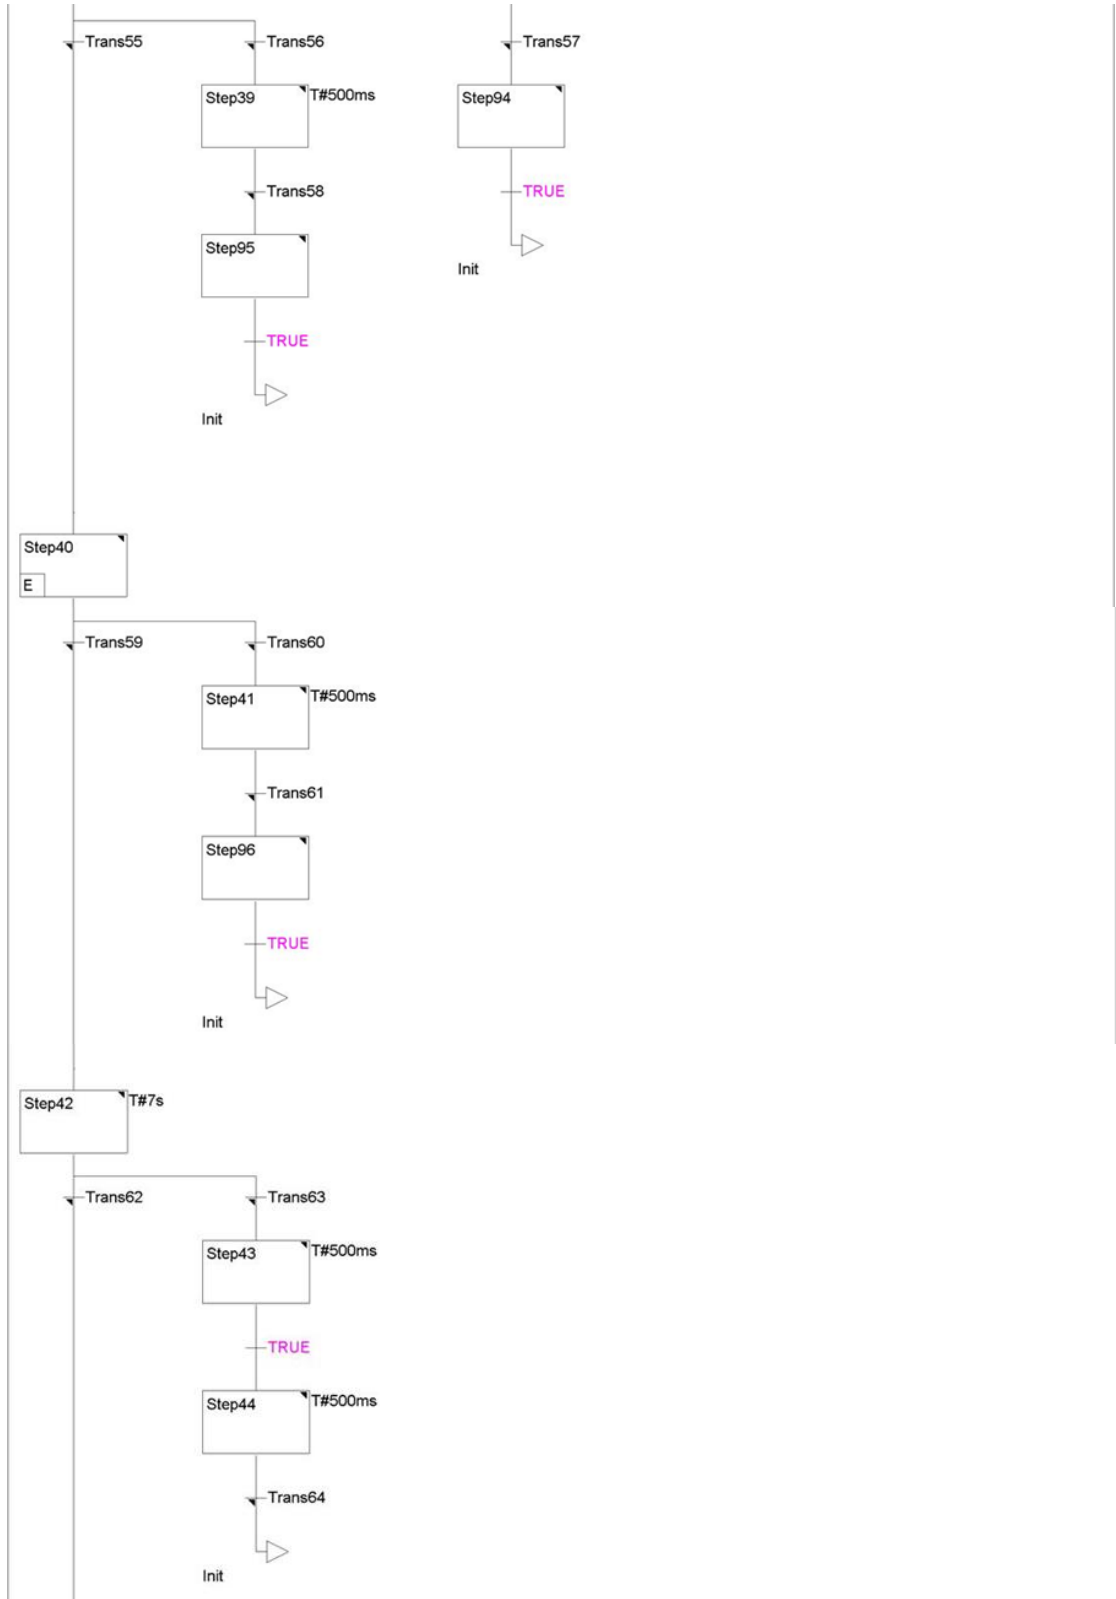 Trans55 Trans56 Trans57
Step39 T#500ms Step94
Trans58 TRUE
Step95
Init
TRUE
Init
Step40
E
Trans59 Trans60
Step41 T#500ms
Trans61
Step96
TRUE
Init
Step42 T#7s
Trans62 Trans63
Step43 T#500ms
TRUE
Step44 T#500ms
Trans64
Init